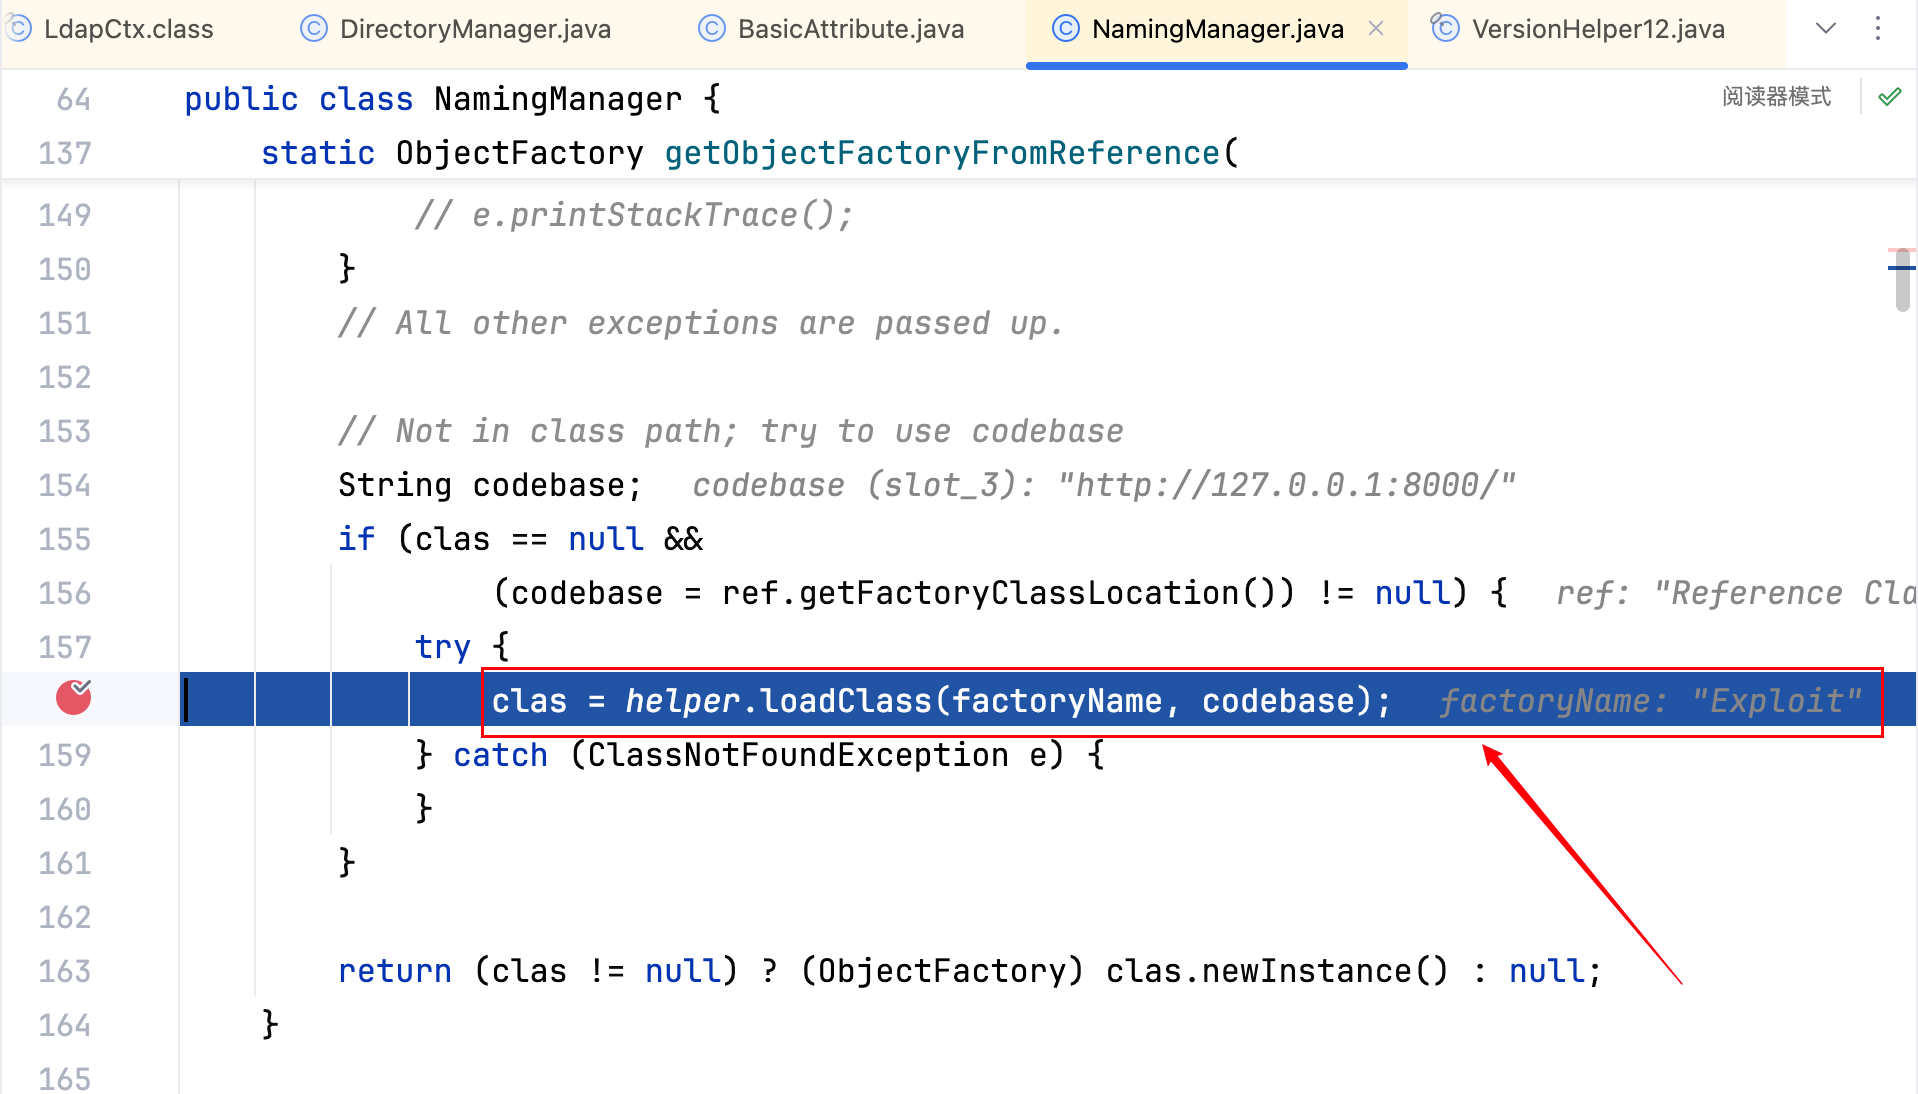 LdapCtx.class DirectoryManager.java BasicAttribute.java NamingManager.java VersionHelper12.java
64 public class NamingManager {
阅读器模式
137 static ObjectFactory getObjectFactoryFromReference(
149 // e.printStackTrace();
150 }
151 // All other exceptions are passed up.
152
153 // Not in class path; try to use codebase
154 String codebase; codebase (slot_3): "http://127.0.0.1:8000/"
155 if (clas == null &&
156 (codebase = ref.getFactoryClassLocation()) != null) { ref: "Reference Cla
157 try {
clas = helper.loadClass(factoryName, codebase); factoryName: "Exploit"
159 } catch (ClassNotFoundException e) {
160 }
161 }
162
163 return (clas != null) ? (ObjectFactory) clas.newInstance() : null;
164 }
165